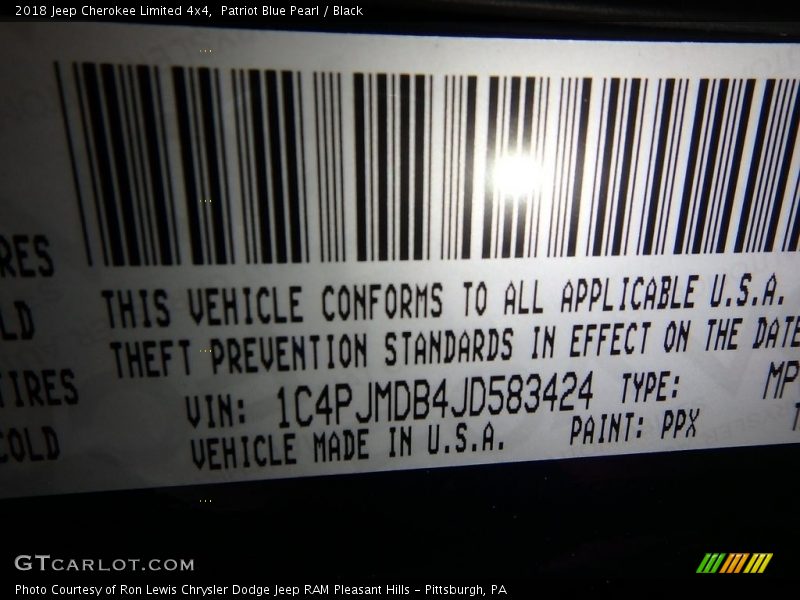 2018 Jeep Cherokee Limited 4x4,  Patriot Blue Pearl / Black
THIS VEHICLE CONFORMS TO ALL APPLICABLE U.S.A.
THEFT PREVENTION STANDARDS IN EFFECT ON THE DATE
VIN: 1C4PJMDB4JD583424 TYPE: MP
VEHICLE MADE IN U.S.A. PAINT: PPX
IRES
LD
TIRES
COLD
GTCARLOT.COM
Photo Courtesy of Ron Lewis Chrysler Dodge Jeep RAM Pleasant Hills - Pittsburgh, PA